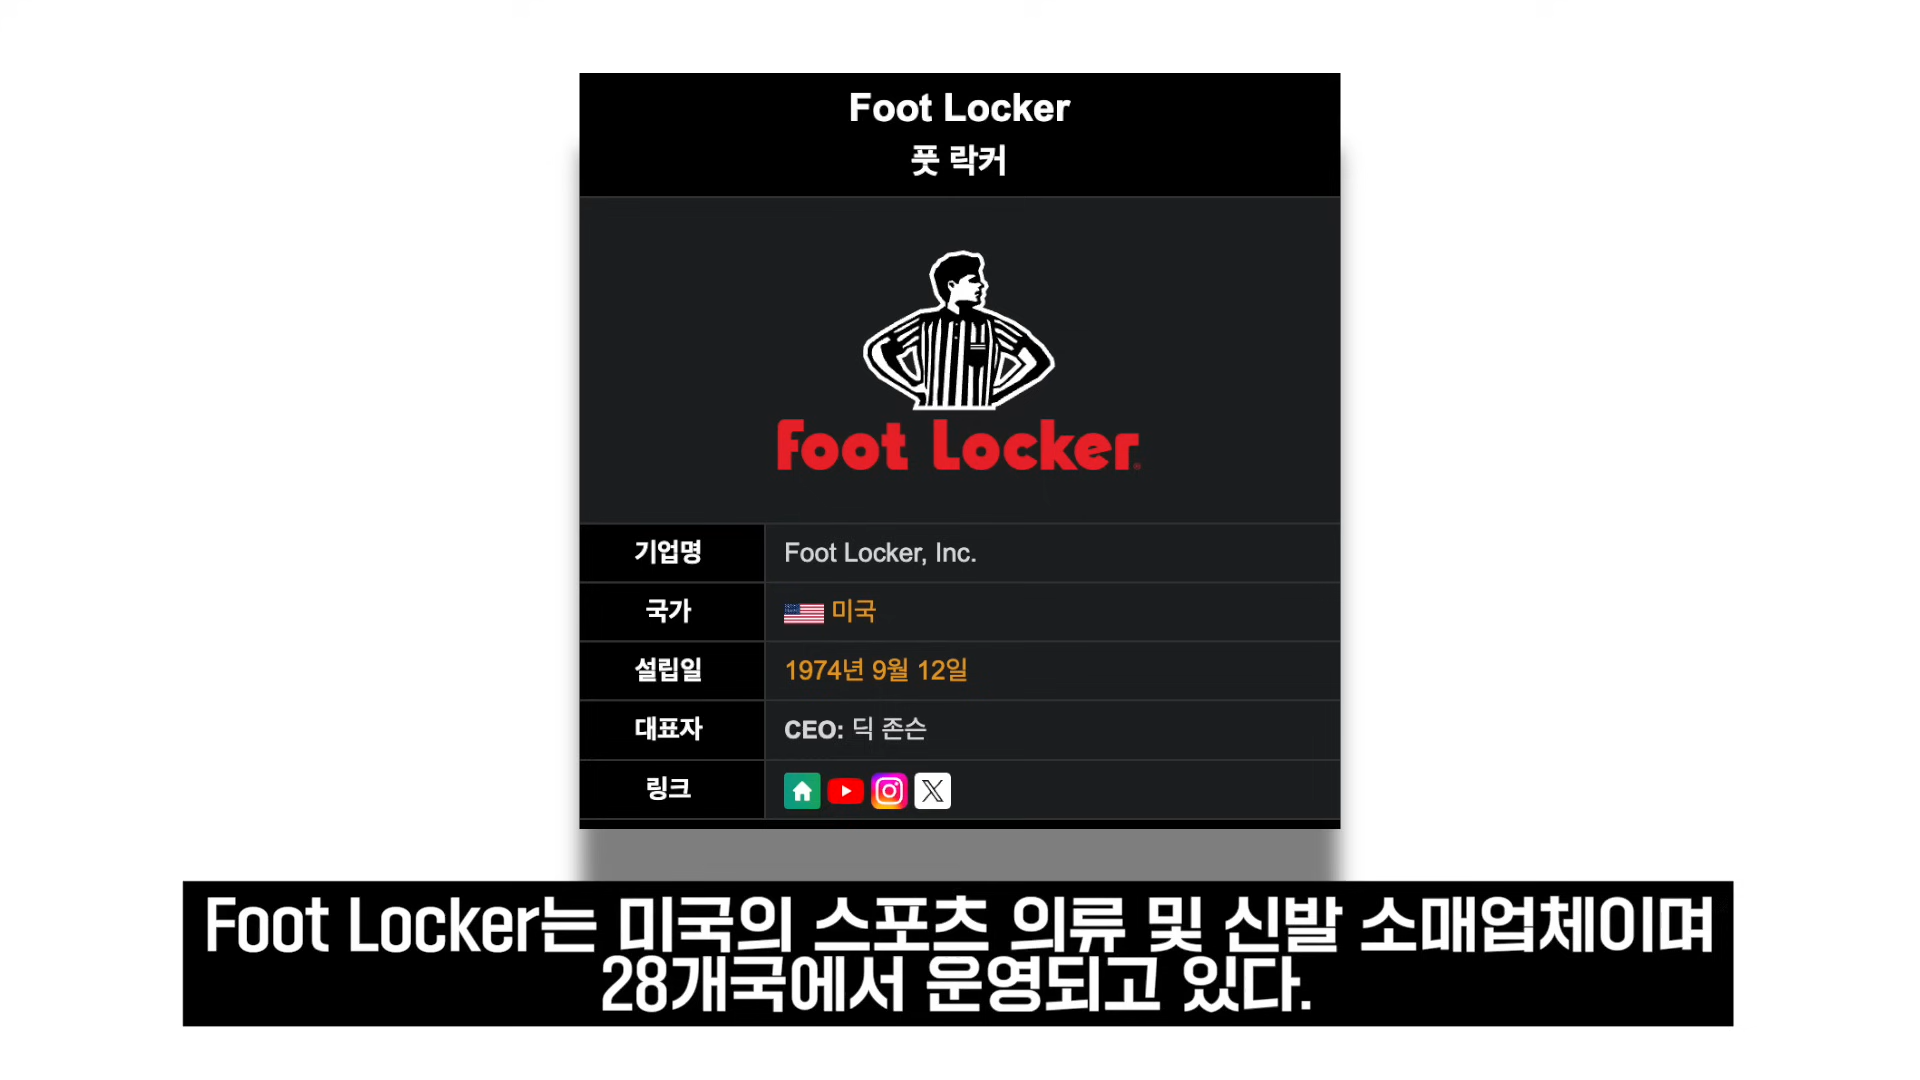 Foot Locker
풋 락커
Foot Locker
기업명 Foot Locker, Inc.
국가 미국
설립일 1974년 9월 12일
대표자 CEO: 딕 존슨
링크
Foot Locker는 미국의 스포츠 의류 및 신발 소매업체이며
28개국에서 운영되고 있다.